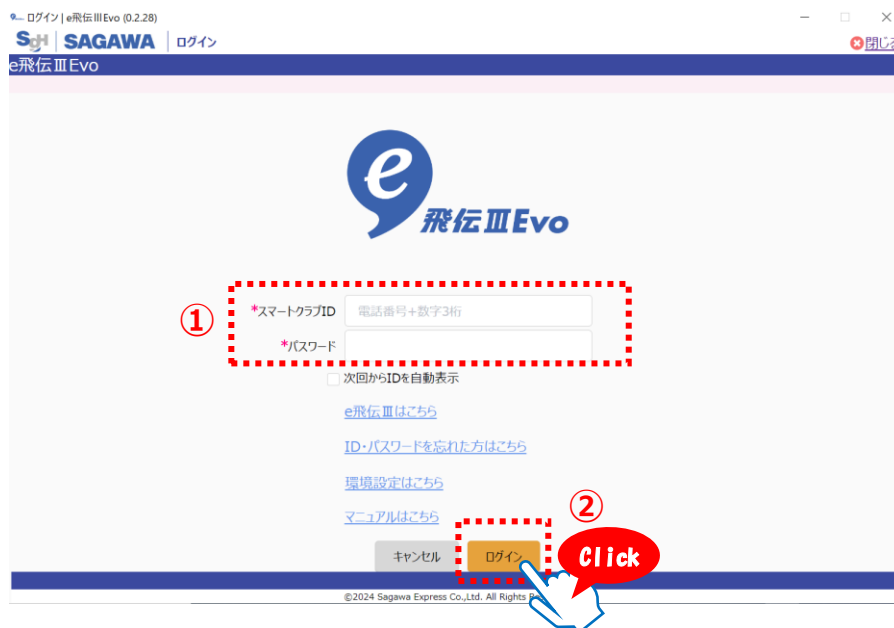 ログイン | e飛伝ⅢEvo (0.2.28)
SGH SAGAWA ログイン
閉じる
e飛伝ⅢEvo
e
飛伝ⅢEvo
①
*スマートクラブID 電話番号+数字3桁
*パスワード
次回からIDを自動表示
e飛伝Ⅲはこちら
ID・パスワードを忘れた方はこちら
環境設定はこちら
マニュアルはこちら
②
キャンセル ログイン Click
©2024 Sagawa Express Co.,Ltd. All Rights